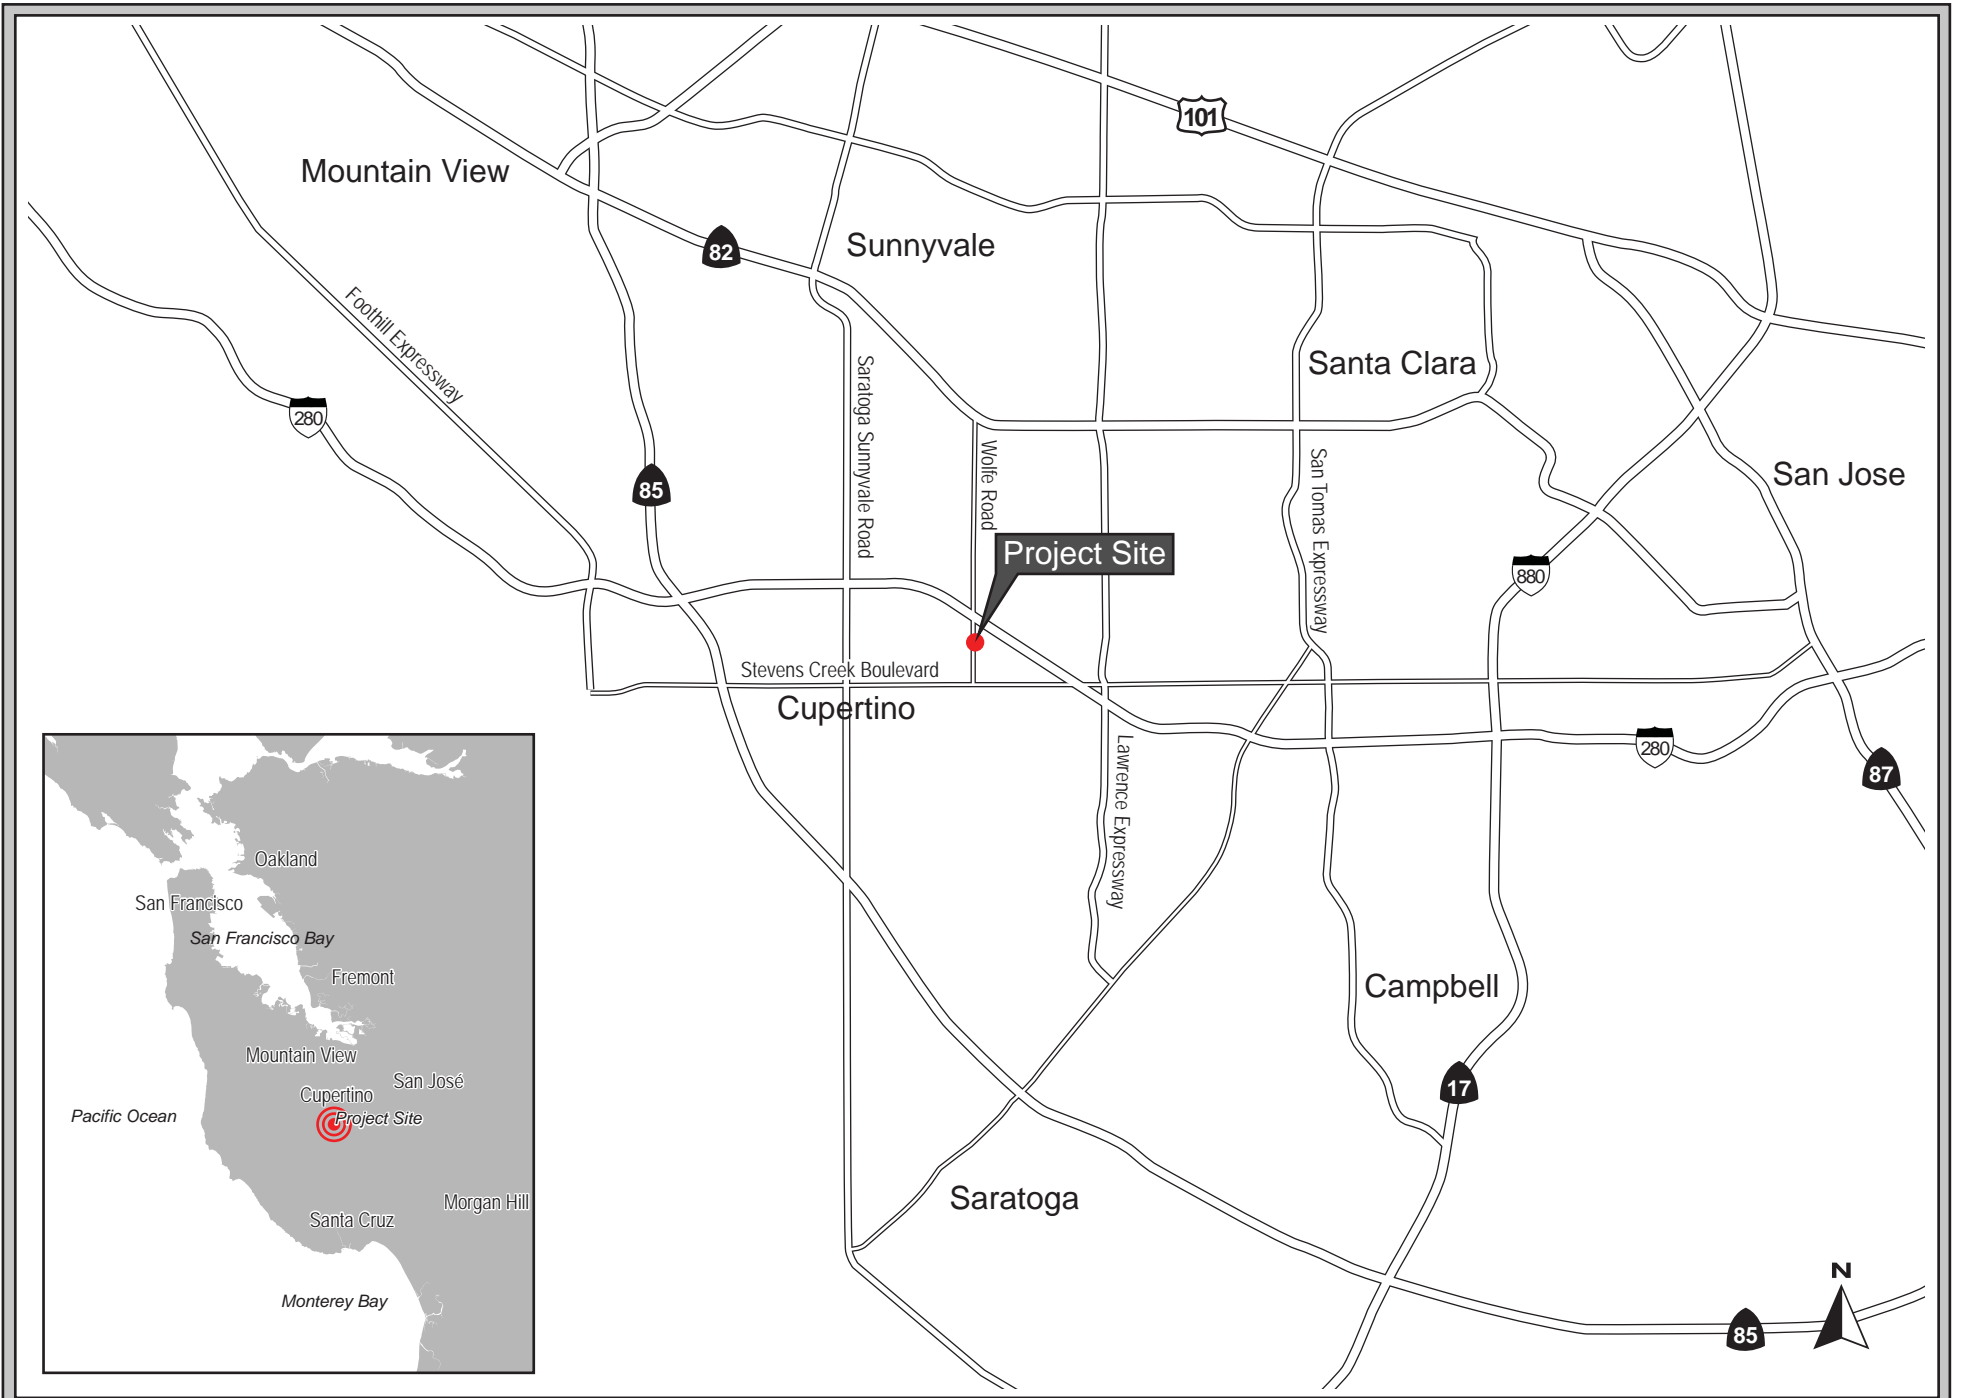 101
Mountain View
82
Sunnyvale
Foothill Expressway
280
Saratoga Sunnyvale Road
Santa Clara
Wolfe Road
San Tomas Expressway
85
San Jose
Project Site
880
Stevens Creek Boulevard
Cupertino
Lawrence Expressway
280
87
Oakland
San Francisco
San Francisco Bay
Fremont
Mountain View
San José
Cupertino
Project Site
Pacific Ocean
Morgan Hill
Santa Cruz
Monterey Bay
Campbell
17
Saratoga
N
85